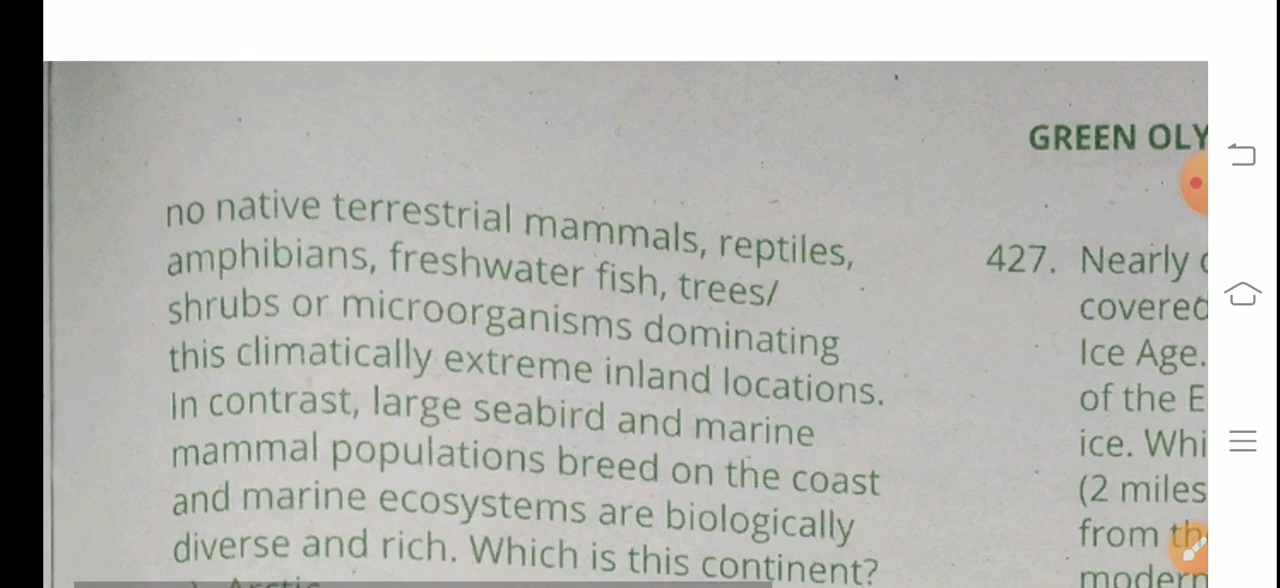 GREEN OLY
no native terrestrial mammals, reptiles,
amphibians, freshwater fish, trees/
shrubs or microorganisms dominating
this climatically extreme inland locations.
In contrast, large seabird and marine
mammal populations breed on the coast
and marine ecosystems are biologically
diverse and rich. Which is this continent?
427. Nearly
covered
Ice Age.
of the E
ice. Whi
(2 miles
from th
modern